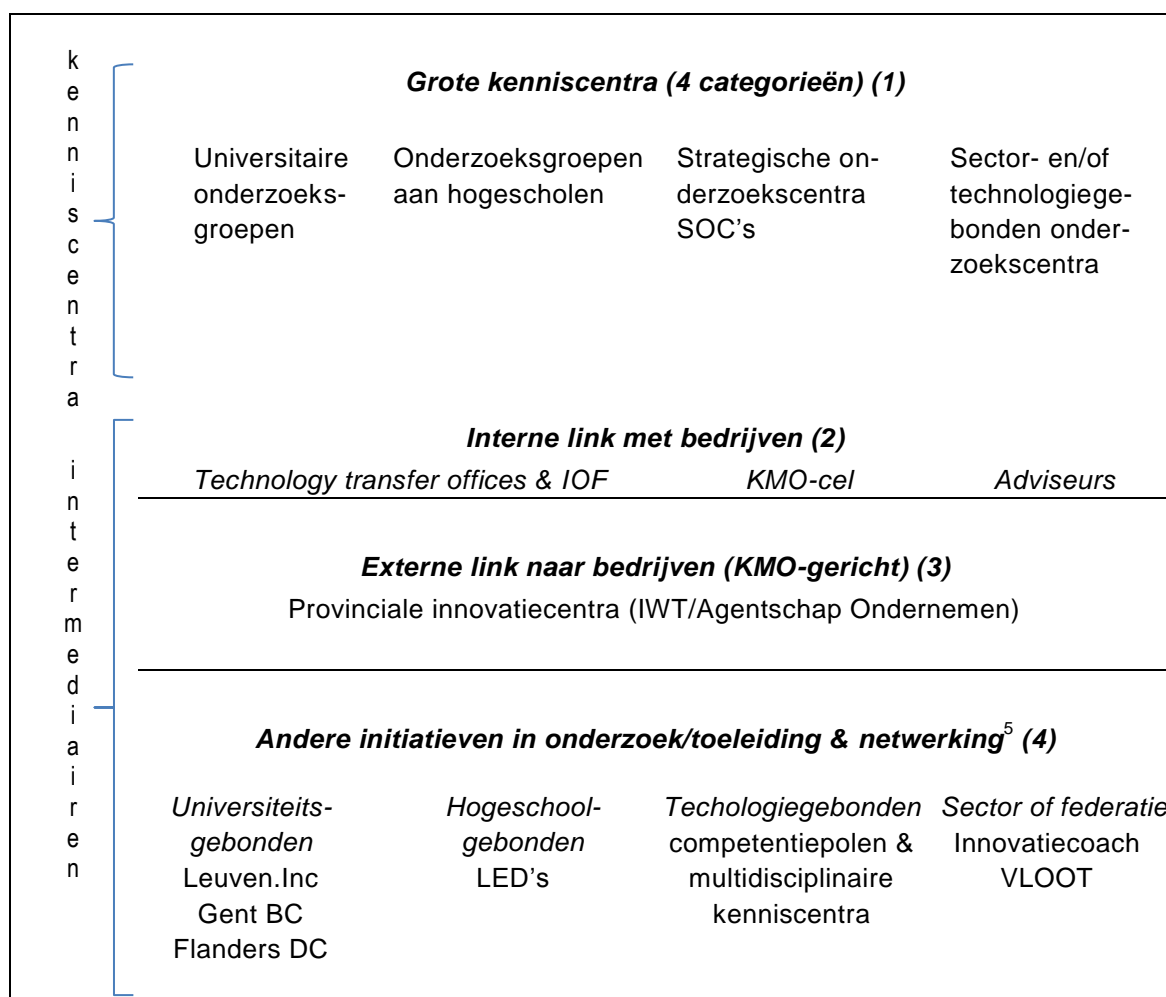 kenniscentra
Grote kenniscentra (4 categorieën) (1)
Universitaire
onderzoeks-
groepen
Onderzoeksgroepen
aan hogescholen
Strategische on-
derzoekscentra
SOC's
Sector- en/of
technologiege-
bonden onder-
zoekscentra
intermediairen
Interne link met bedrijven (2)
Technology transfer offices & IOF KMO-cel Adviseurs
Externe link naar bedrijven (KMO-gericht) (3)
Provinciale innovatiecentra (IWT/Agentschap Ondernemen)
Andere initiatieven in onderzoek/toeleiding & netwerking5 (4)
Universiteits-
gebonden
Leuven.Inc
Gent BC
Flanders DC
Hogeschool-
gebonden
LED's
Techologiegebonden
competentiepolen &
multidisciplinaire
kenniscentra
Sector of federatie
Innovatiecoach
VLOOT